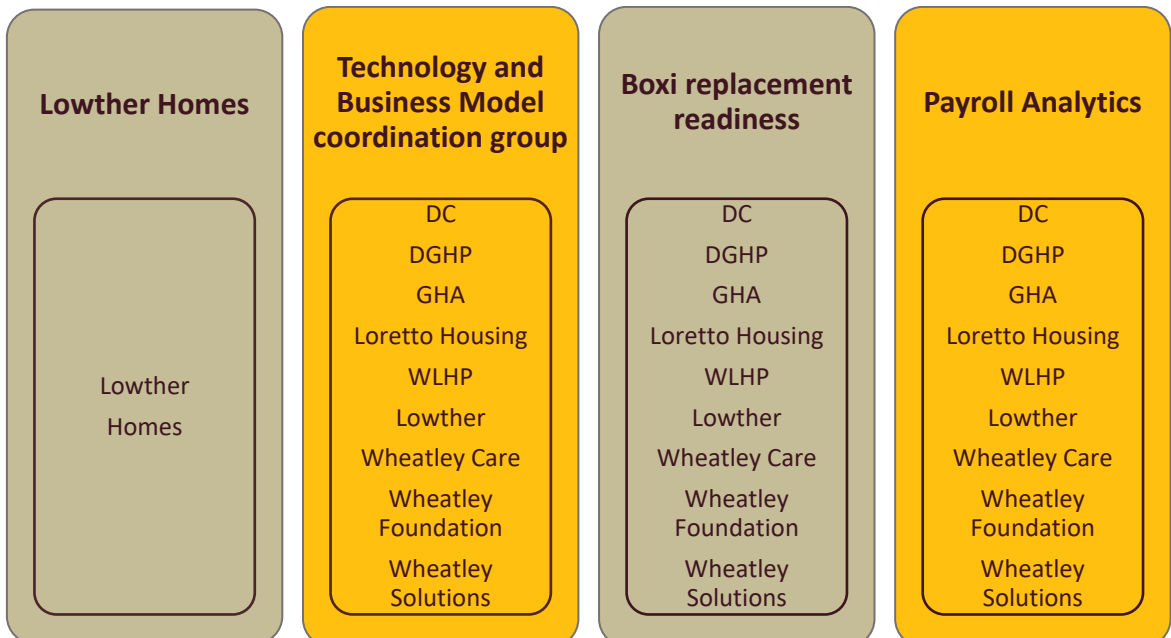 Lowther Homes
Lowther
Homes
Technology and
Business Model
coordination group
DC
DGHP
GHA
Loretto Housing
WLHP
Lowther
Wheatley Care
Wheatley
Foundation
Wheatley
Solutions
Boxi replacement
readiness
DC
DGHP
GHA
Loretto Housing
WLHP
Lowther
Wheatley Care
Wheatley
Foundation
Wheatley
Solutions
Payroll Analytics
DC
DGHP
GHA
Loretto Housing
WLHP
Lowther
Wheatley Care
Wheatley
Foundation
Wheatley
Solutions